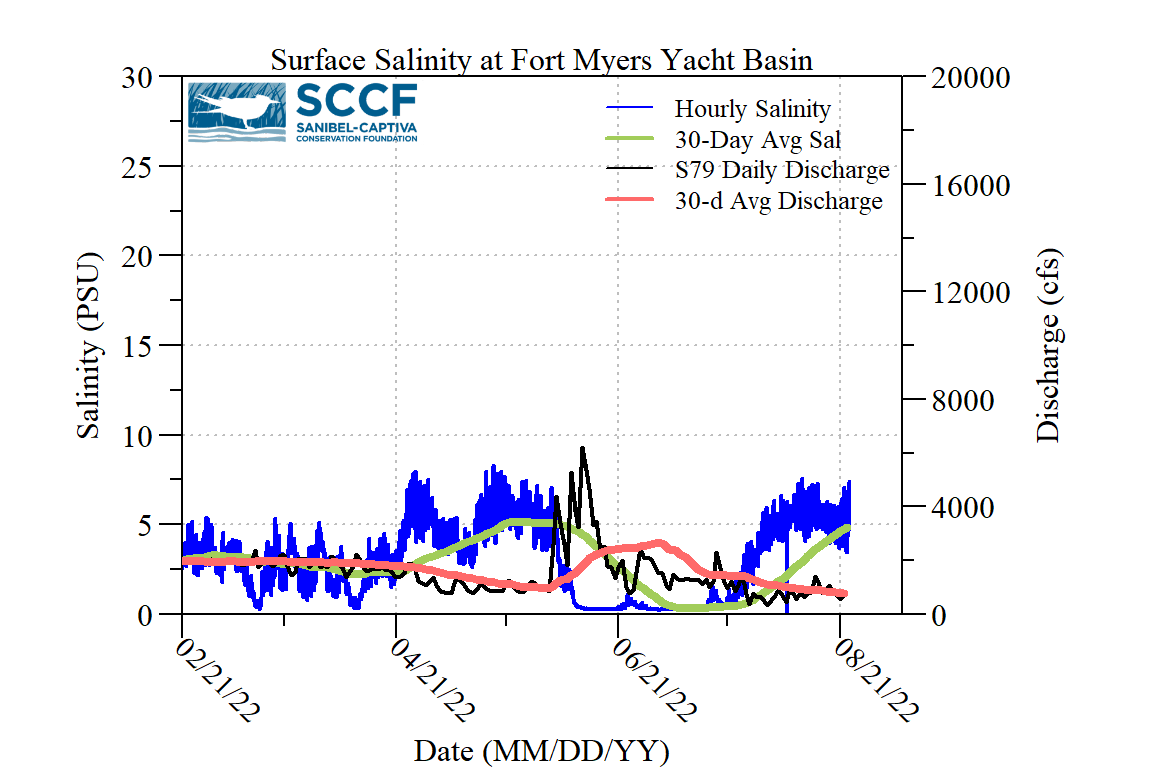 Surface Salinity at Fort Myers Yacht Basin
SCCF
SANIBEL-CAPTIVA
CONSERVATION FOUNDATION
Hourly Salinity
30-Day Avg Sal
S79 Daily Discharge
30-d Avg Discharge
Salinity (PSU)
30
25
20
15
10
5
0
20000
16000
12000
8000
4000
0
Discharge (cfs)
02/21/22
04/21/22
06/21/22
08/21/22
Date (MM/DD/YY)